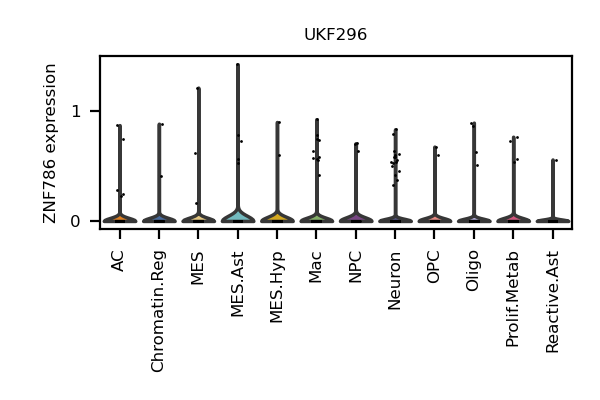 UKF296
ZNF786 expression
1
0
AC
Chromatin.Reg
MES
MES.Ast
MES.Hyp
Mac
NPC
Neuron
OPC
Oligo
Prolif.Metab
Reactive.Ast